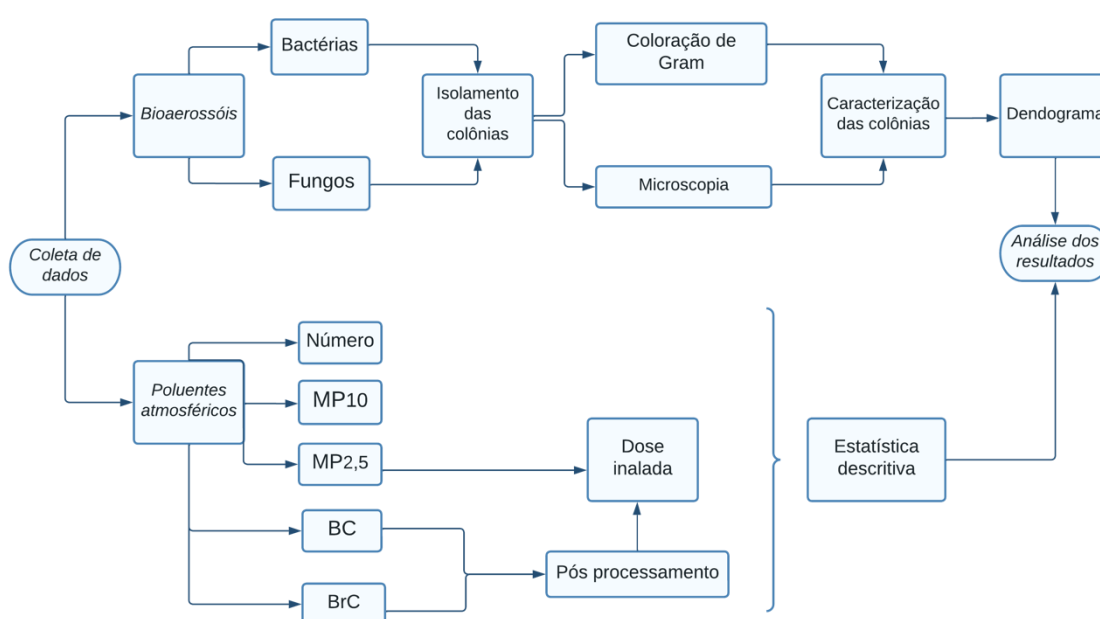 Bactérias
Coloração de
Gram
Bioaerossóis
Isolamento
das
colônias
Caracterização
das colônias
Dendograma
Fungos
Microscopia
Coleta de
dados
Análise dos
resultados
Número
Poluentes
atmosféricos
MP10
MP2,5
Dose
inalada
Estatística
descritiva
BC
Pós processamento
BrC